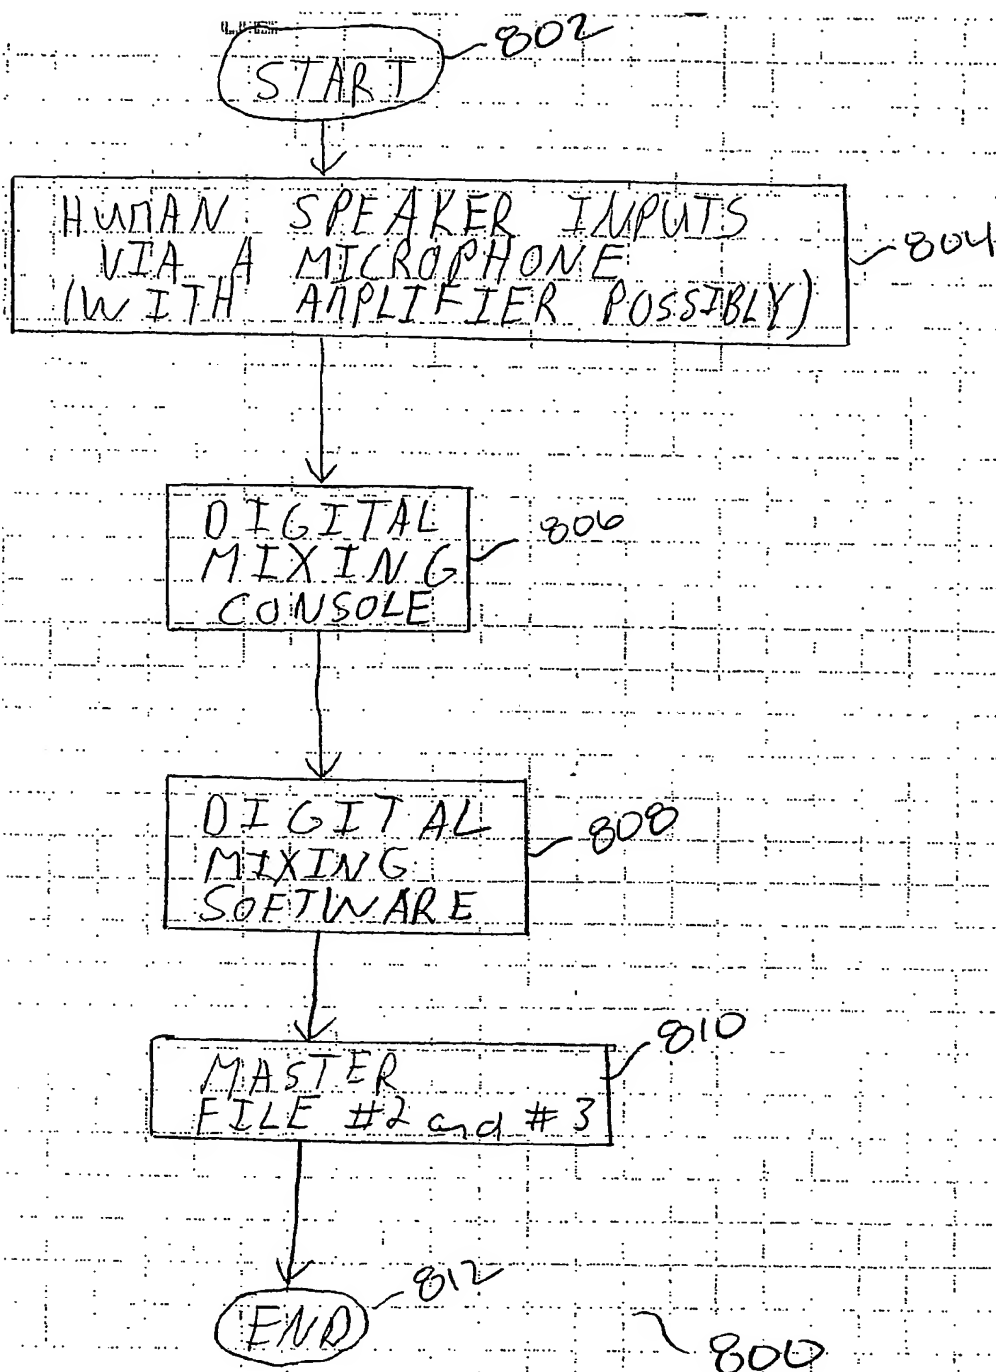 802
START
HUMAN SPEAKER INPUTS
VIA A MICROPHONE
(WITH AMPLIFIER POSSIBLY)
804
DIGITAL
MIXING
CONSOLE
806
DIGITAL
MIXING
SOFTWARE
808
810
MASTER
FILE #2 and #3
812
END
800